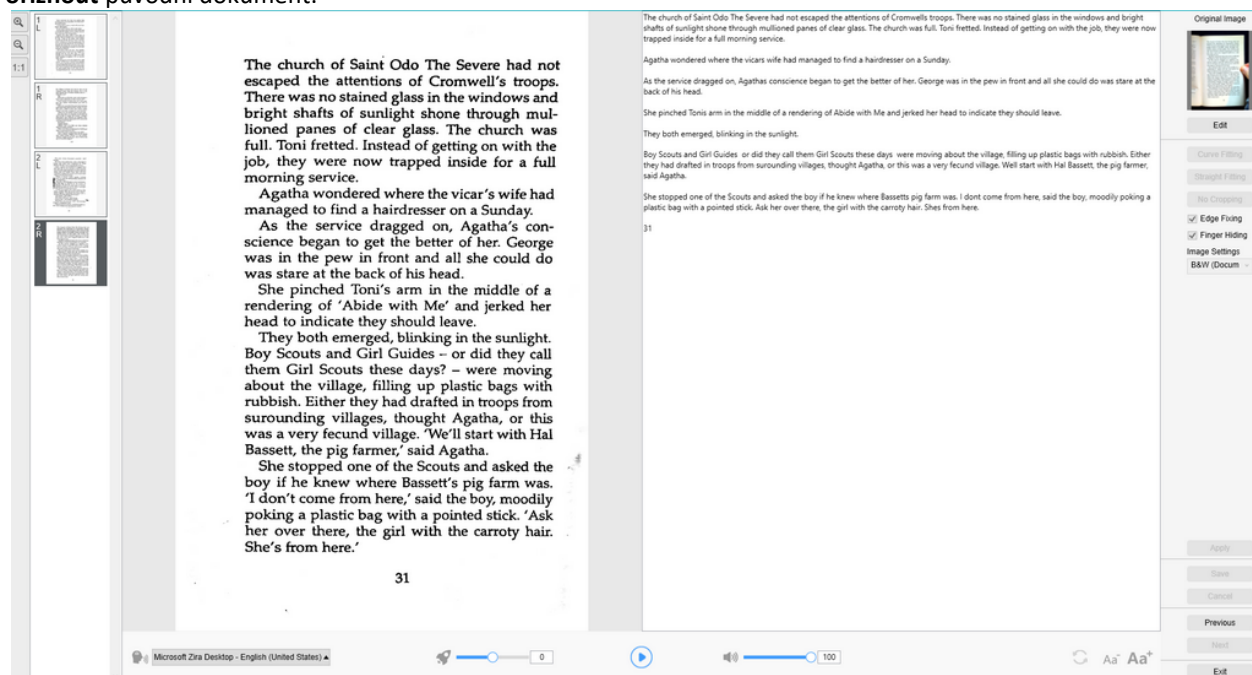 oriznout původní dokument.
1
L
1
R
2
L
2
R
1:1
The church of Saint Odo The Severe had not
escaped the attentions of Cromwell's troops.
There was no stained glass in the windows and
bright shafts of sunlight shone through mul-
lioned panes of clear glass. The church was
full. Toni fretted. Instead of getting on with the
job, they were now trapped inside for a full
morning service.
Agatha wondered where the vicar's wife had
managed to find a hairdresser on a Sunday.
As the service dragged on, Agatha's con-
science began to get the better of her. George
was in the pew in front and all she could do
was stare at the back of his head.
She pinched Toni's arm in the middle of a
rendering of 'Abide with Me' and jerked her
head to indicate they should leave.
They both emerged, blinking in the sunlight.
Boy Scouts and Girl Guides – or did they call
them Girl Scouts these days? – were moving
about the village, filling up plastic bags with
rubbish. Either they had drafted in troops from
surounding villages, thought Agatha, or this
was a very fecund village. 'We'll start with Hal
Bassett, the pig farmer,' said Agatha.
She stopped one of the Scouts and asked the
boy if he knew where Bassett's pig farm was.
'I don't come from here,' said the boy, moodily
poking a plastic bag with a pointed stick. 'Ask
her over there, the girl with the carroty hair.
She's from here.'
31
The church of Saint Odo The Severe had not escaped the attentions of Cromwells troops. There was no stained glass in the windows and bright
shafts of sunlight shone through mullioned panes of clear glass. The church was full. Toni fretted. Instead of getting on with the job, they were now
trapped inside for a full morning service.
Agatha wondered where the vicars wife had managed to find a hairdresser on a Sunday.
As the service dragged on, Agathas conscience began to get the better of her. George was in the pew in front and all she could do was stare at the
back of his head.
She pinched Tonis arm in the middle of a rendering of Abide with Me and jerked her head to indicate they should leave.
They both emerged, blinking in the sunlight.
Boy Scouts and Girl Guides or did they call them Girl Scouts these days were moving about the village, filling up plastic bags with rubbish. Either
they had drafted in troops from surounding villages, thought Agatha, or this was a very fecund village. Well start with Hal Bassett, the pig farmer,
said Agatha.
She stopped one of the Scouts and asked the boy if he knew where Bassetts pig farm was. I dont come from here, said the boy, moodily poking a
plastic bag with a pointed stick. Ask her over there, the girl with the carroty hair. Shes from here.
31
Original Image
Edit
Curve Fitting
Straight Fitting
No Cropping
Edge Fixing
Finger Hiding
Image Settings
B&W (Docum
Apply
Save
Cancel
Previous
Next
Exit
Microsoft Zira Desktop - English (United States)
0
100
Aa-
Aa+